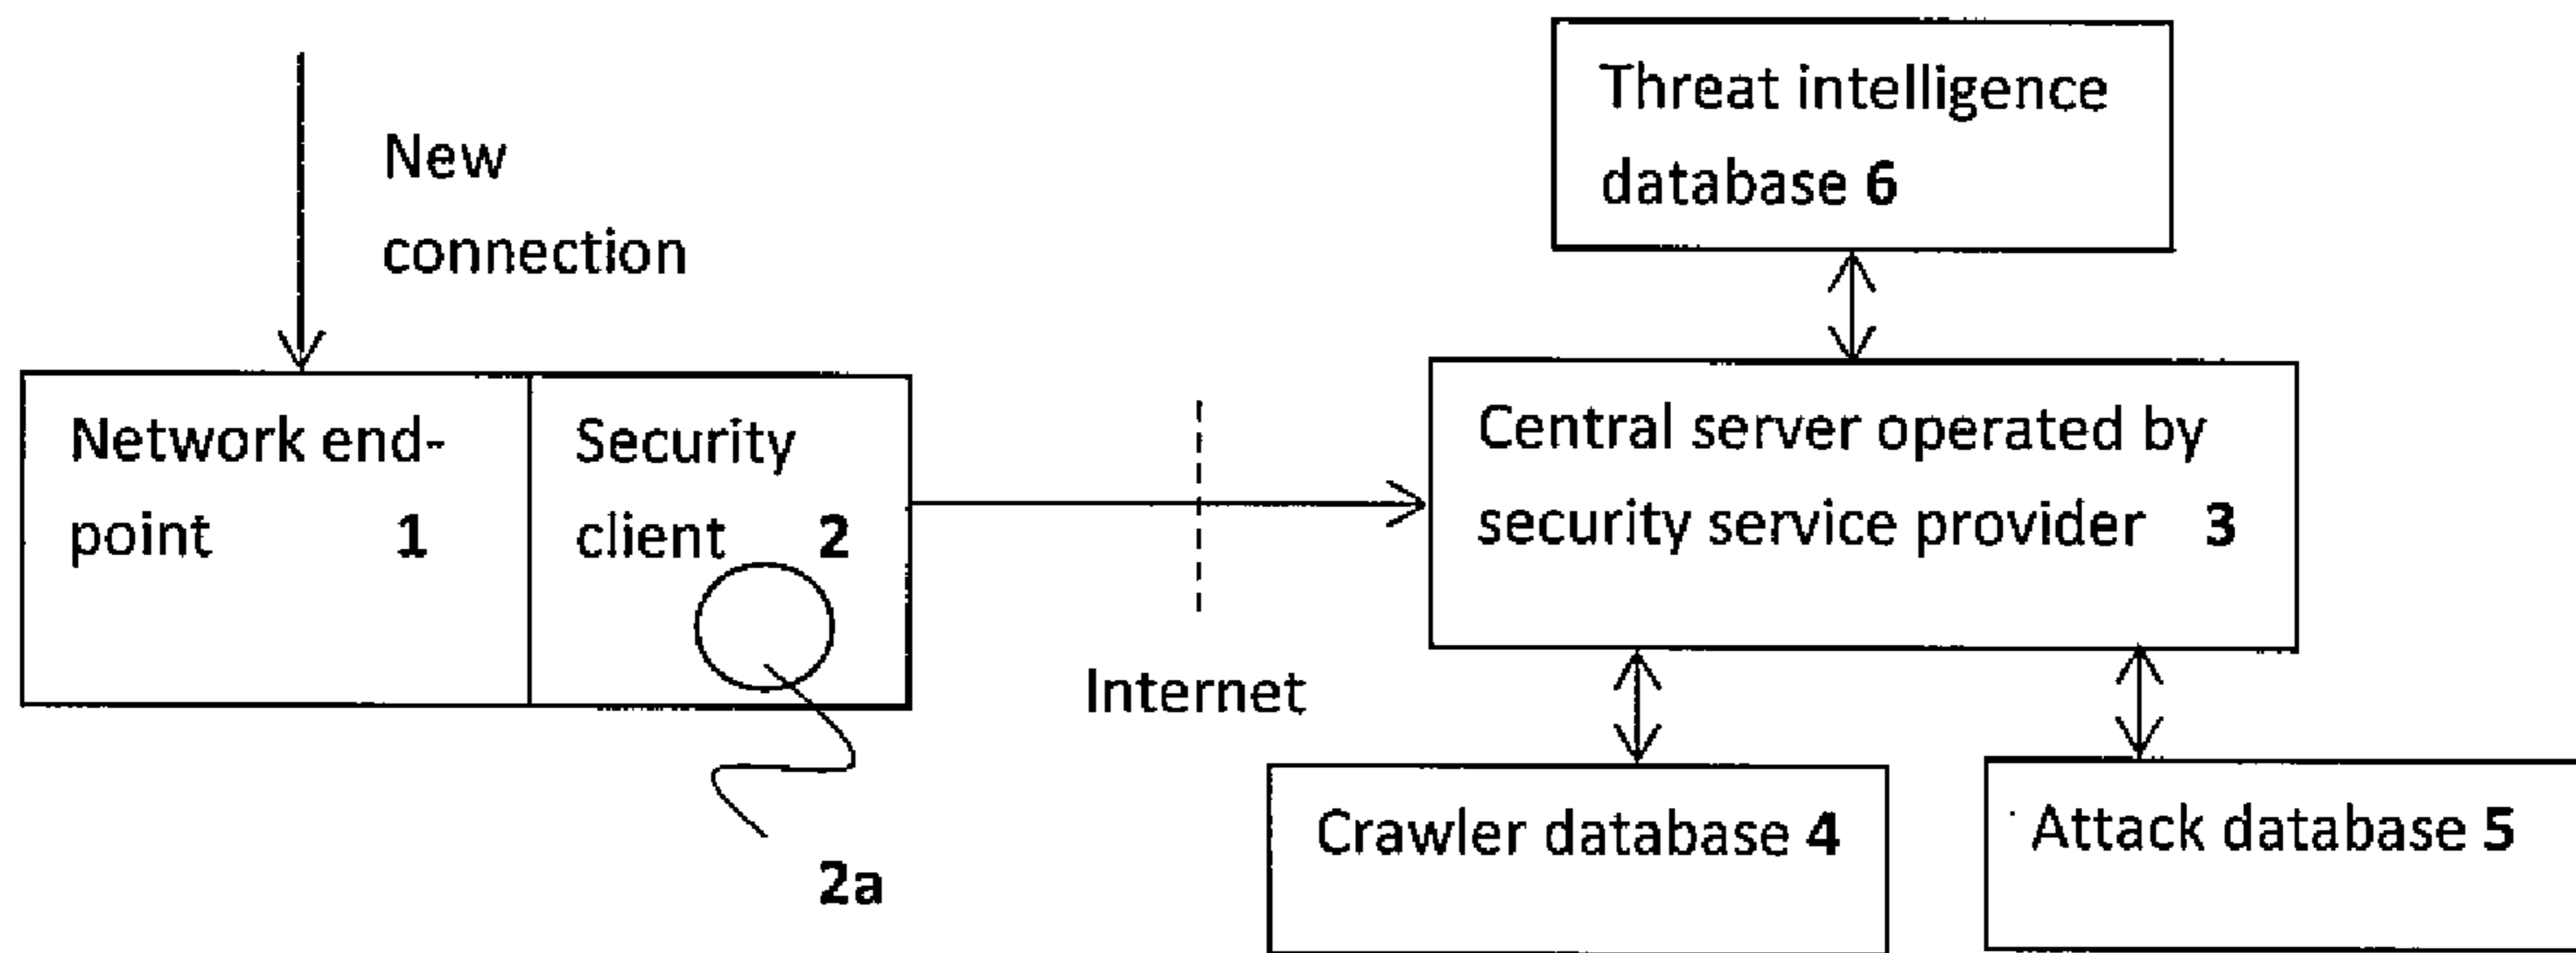 New
connection
Network end-
point 1
Security
client 2
2a
Internet
Threat intelligence
database 6
Central server operated by
security service provider 3
Crawler database 4
Attack database 5